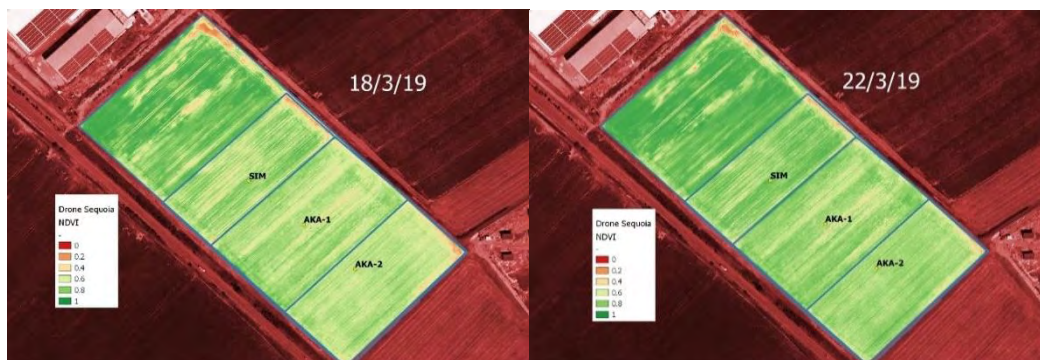 18/3/19
SIM
AKA-1
AKA-2
Drone Sequoia
NDVI
-
0
0.2
0.4
0.6
0.8
1
22/3/19
SIM
AKA-1
AKA-2
Drone Sequoia
NDVI
-
0
0.2
0.4
0.6
0.8
1